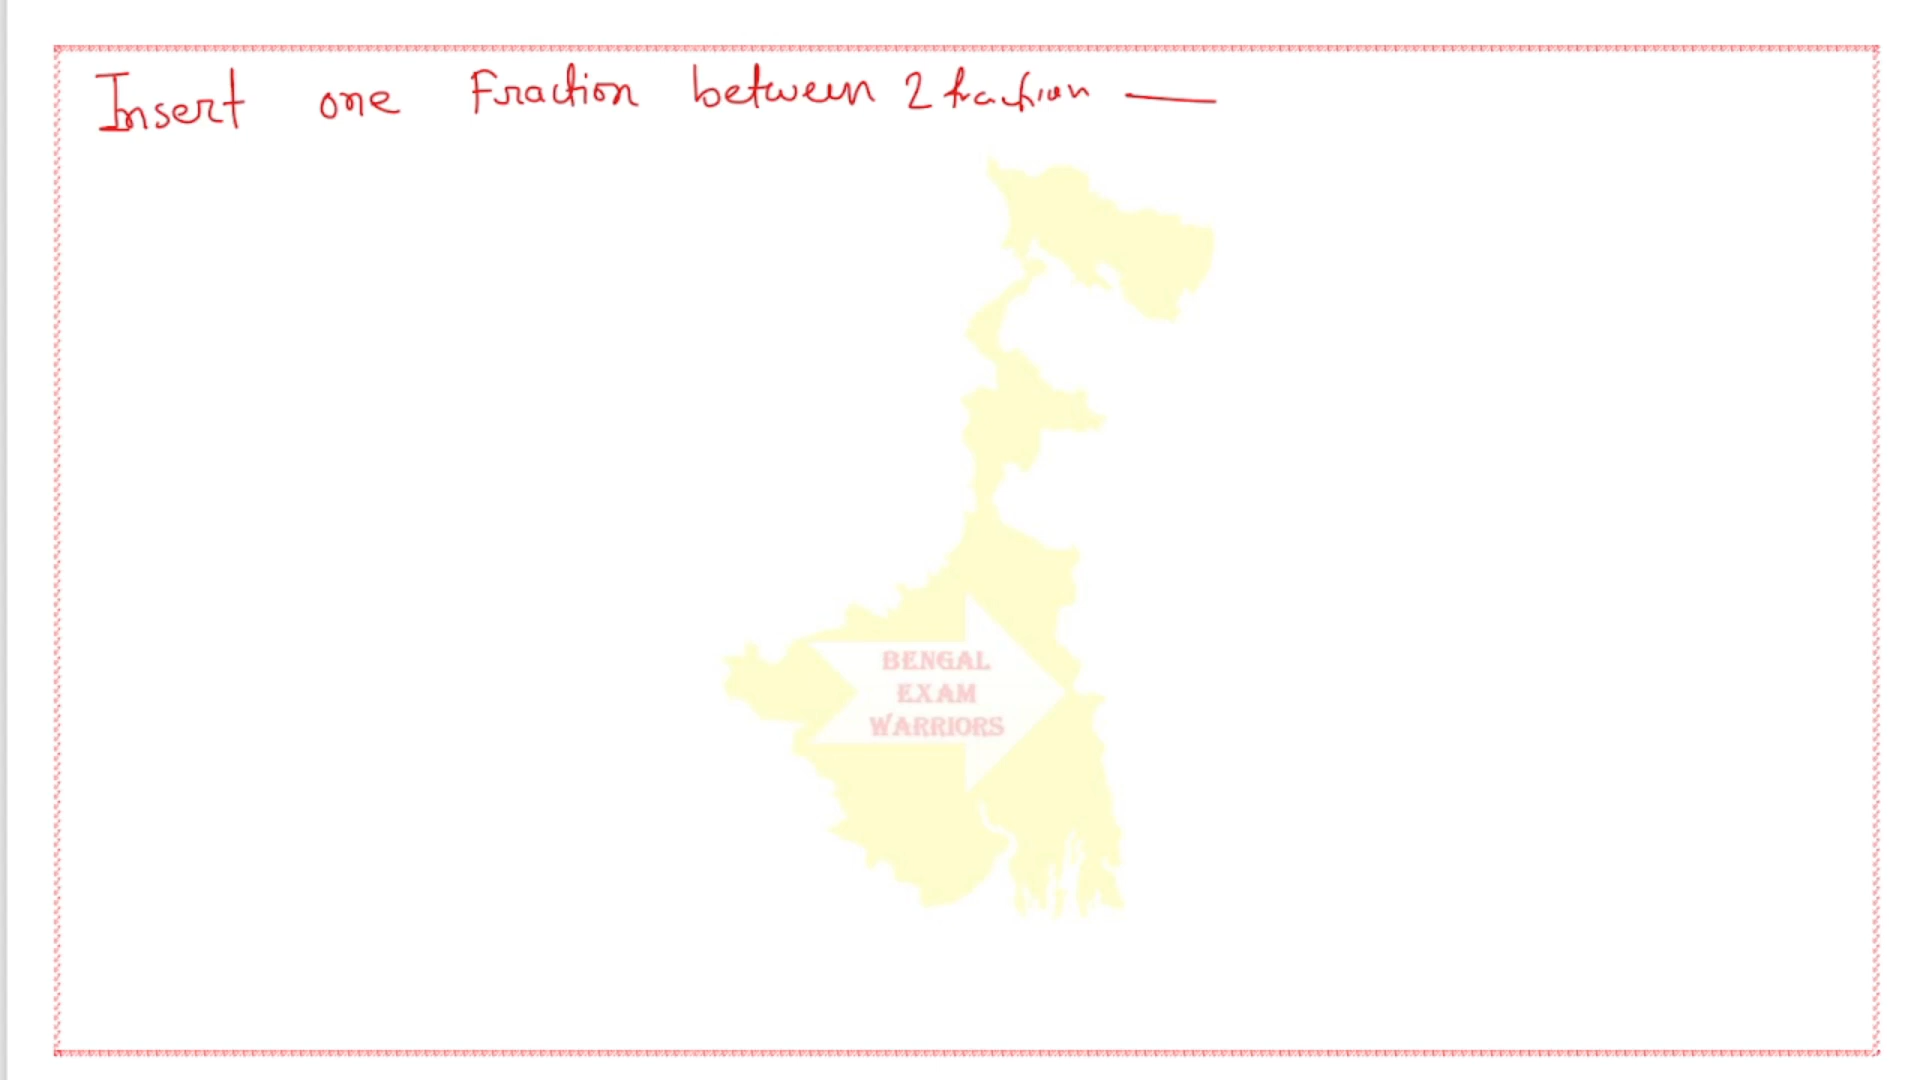 Insert one Fraction between 2 fraction —
BENGAL
EXAM
WARRIORS